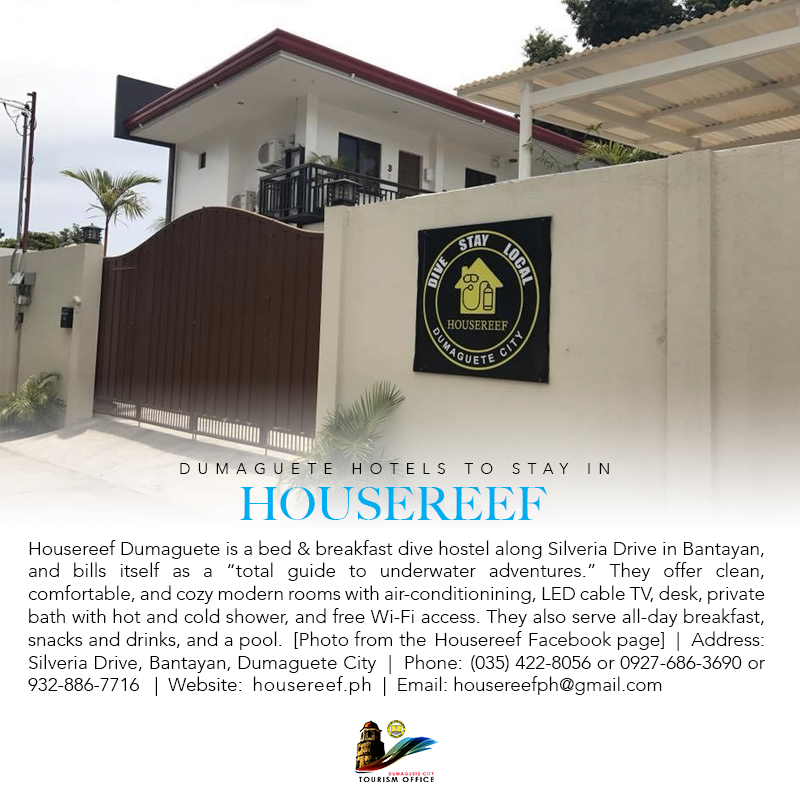 3
DIVE STAY LOCAL
HOUSEREEF
DUMAGUETE CITY
DUMAGUETE HOTELS TO STAY IN
HOUSEREEF
Housereef Dumaguete is a bed & breakfast dive hostel along Silveria Drive in Bantayan,
and bills itself as a “total guide to underwater adventures.” They offer clean,
comfortable, and cozy modern rooms with air-conditionining, LED cable TV, desk, private
bath with hot and cold shower, and free Wi-Fi access. They also serve all-day breakfast,
snacks and drinks, and a pool. [Photo from the Housereef Facebook page] | Address:
Silveria Drive, Bantayan, Dumaguete City | Phone: (035) 422-8056 or 0927-686-3690 or
932-886-7716 | Website: housereef.ph | Email: housereefph@gmail.com
DUMAGUETE CITY
TOURISM OFFICE